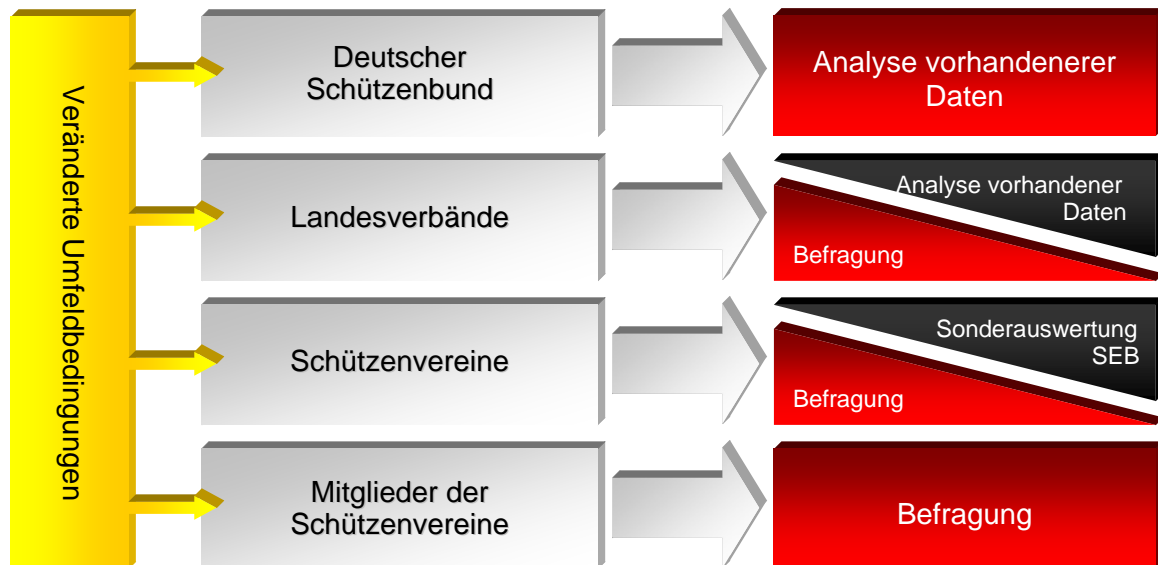 Veränderte Umfeldbedingungen
Deutscher
Schützenbund
Analyse vorhandenerer
Daten
Landesverbände
Analyse vorhandener
Daten
Befragung
Schützenvereine
Sonderauswertung
SEB
Befragung
Mitglieder der
Schützenvereine
Befragung